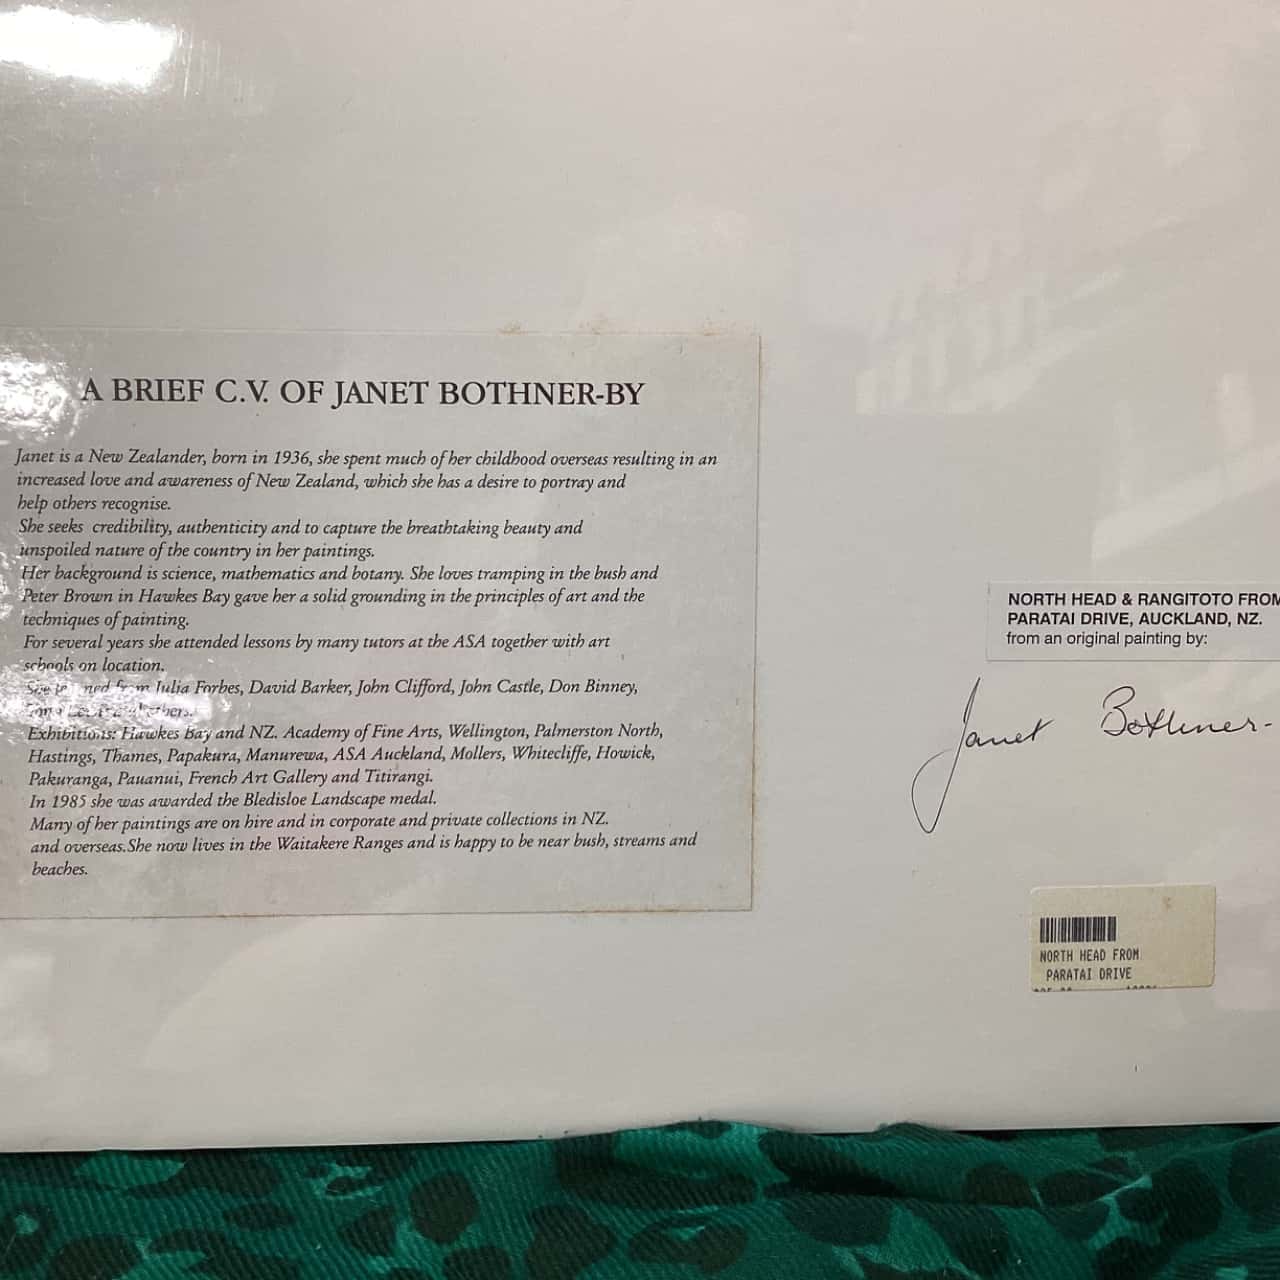 A BRIEF C.V. OF JANET BOTHNER-BY
Janet is a New Zealander, born in 1936, she spent much of her childhood overseas resulting in an
increased love and awareness of New Zealand, which she has a desire to portray and
help others recognise.
She seeks credibility, authenticity and to capture the breathtaking beauty and
unspoiled nature of the country in her paintings.
Her background is science, mathematics and botany. She loves tramping in the bush and
Peter Brown in Hawkes Bay gave her a solid grounding in the principles of art and the
techniques of painting.
For several years she attended lessons by many tutors at the ASA together with art
schools on location.
She from Julia Forbes, David Barker, John Clifford, John Castle, Don Binney,
Exhibitions: Hawkes Bay and NZ. Academy of Fine Arts, Wellington, Palmerston North,
Hastings, Thames, Papakura, Manurewa, ASA Auckland, Mollers, Whitecliffe, Howick,
Pakuranga, Pauanui, French Art Gallery and Titirangi.
In 1985 she was awarded the Bledisloe Landscape medal.
Many of her paintings are on hire and in corporate and private collections in NZ.
and overseas.She now lives in the Waitakere Ranges and is happy to be near bush, streams and
beaches.
NORTH HEAD & RANGITOTO FROM
PARATAI DRIVE, AUCKLAND, NZ.
from an original painting by:
Janet Bothner-
NORTH HEAD FROM
PARATAI DRIVE